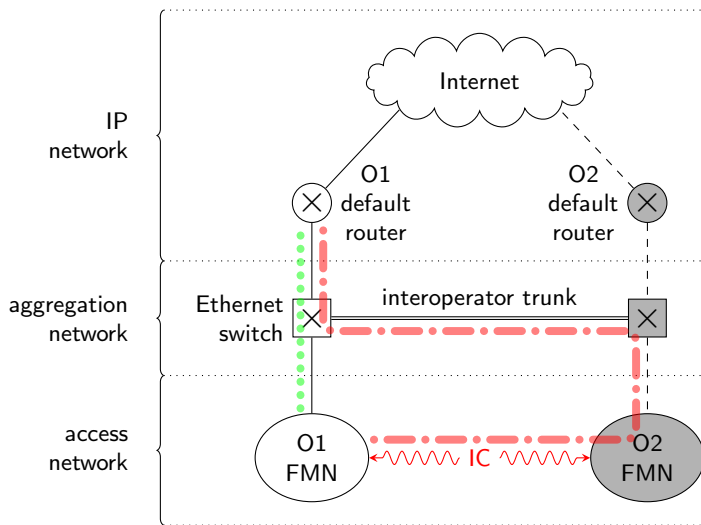 Internet
IP
network
O1
default
router
O2
default
router
aggregation
network
Ethernet
switch
interoperator trunk
access
network
O1
FMN
IC
O2
FMN